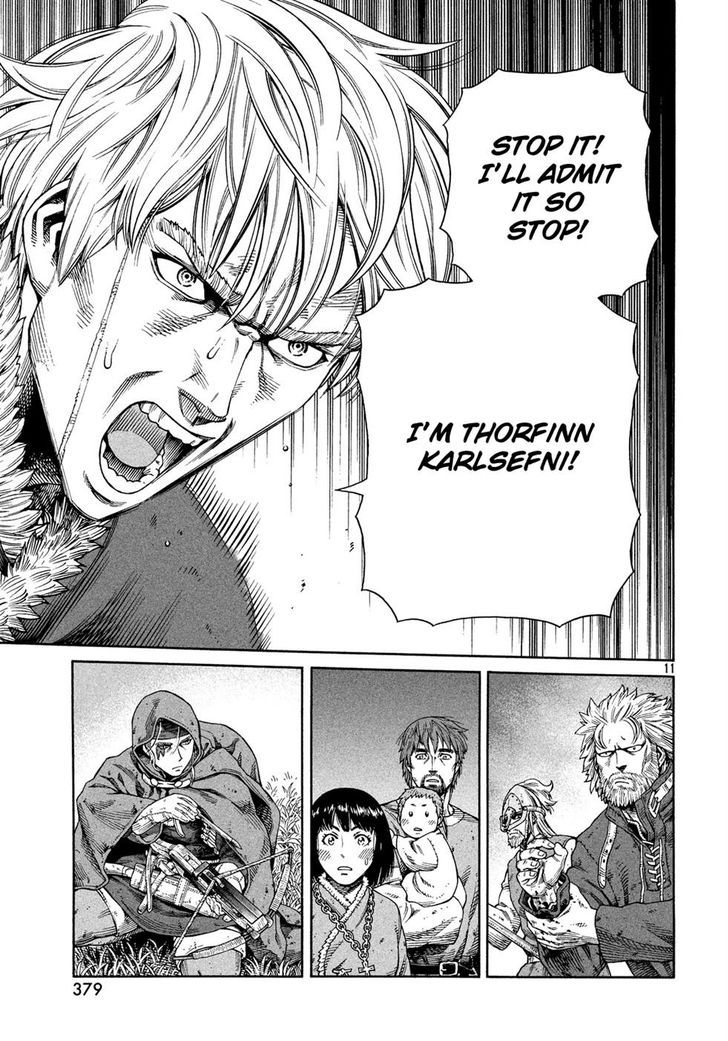 STOP IT!
I'LL ADMIT
IT SO
STOP!
I'M THORFINN
KARLSEFNI!
11
379